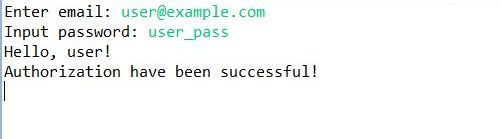 Enter email: user@example.com
Input password: user_pass
Hello, user!
Authorization have been successful!